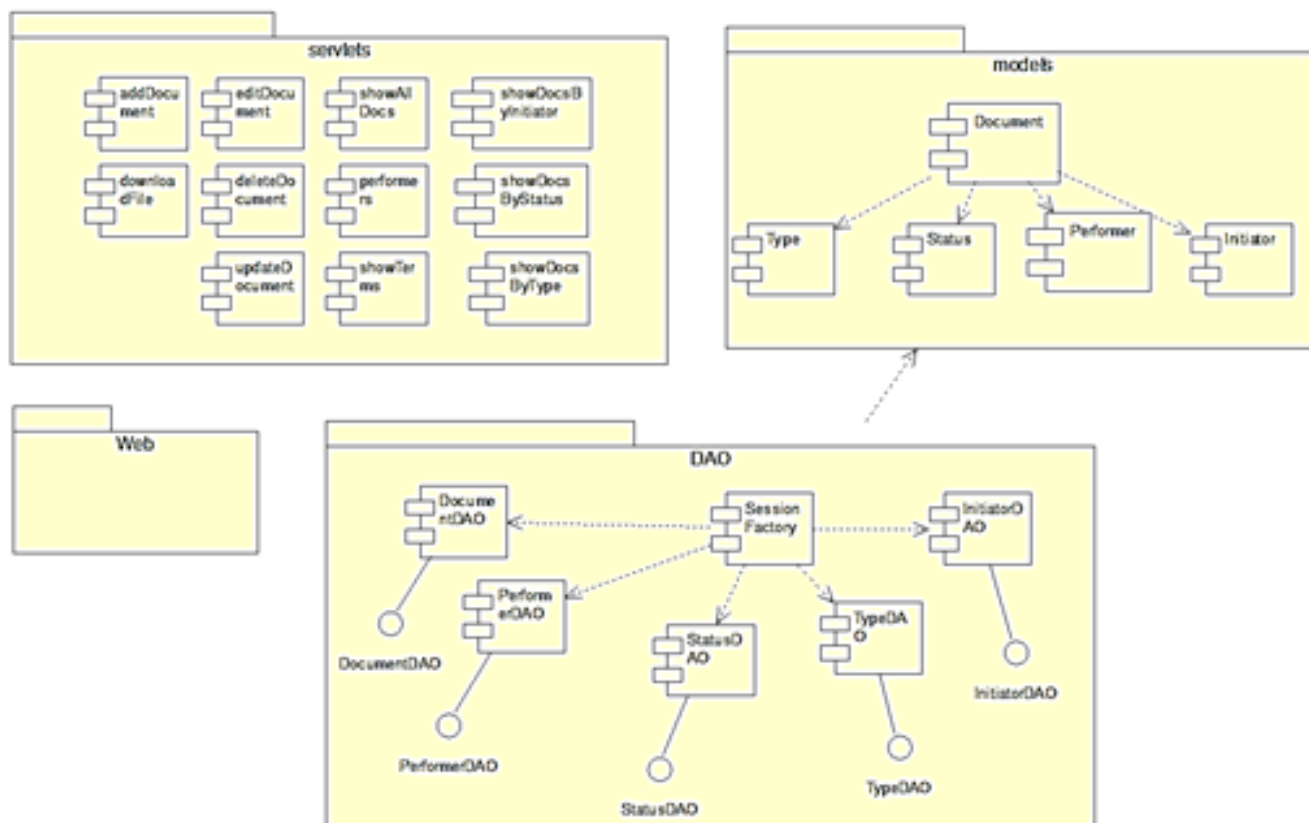 servlets
addDocu
ment
editDocu
ment
showAll
Docs
showDocsB
yInitiator
downloa
dFile
deleteDo
cument
performe
rs
showDocs
ByStatus
updateD
ocument
showTer
ms
showDocs
ByType
models
Document
Type
Status
Performer
Initiator
Web
DAO
Docume
ntDAO
Session
Factory
InitiatorD
AO
Perform
erDAO
StatusD
AO
TypeDA
O
DocumentDAO
InitiatorDAO
PerformerDAO
StatusDAO
TypeDAO